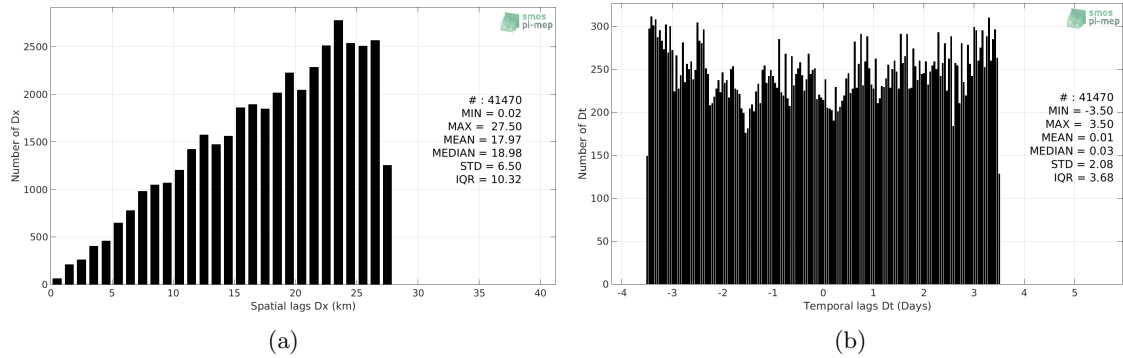 smos
pi-mep
Number of Dx
2500
2000
1500
1000
500
0
# : 41470
MIN = 0.02
MAX = 27.50
MEAN = 17.97
MEDIAN = 18.98
STD = 6.50
IQR = 10.32
0 5 10 15 20 25 30 35 40
Spatial lags Dx (km)
(a)
smos
pi-mep
Number of Dt
300
250
200
150
100
50
0
# : 41470
MIN = -3.50
MAX = 3.50
MEAN = 0.01
MEDIAN = 0.03
STD = 2.08
IQR = 3.68
-4 -3 -2 -1 0 1 2 3 4 5
Temporal lags Dt (Days)
(b)